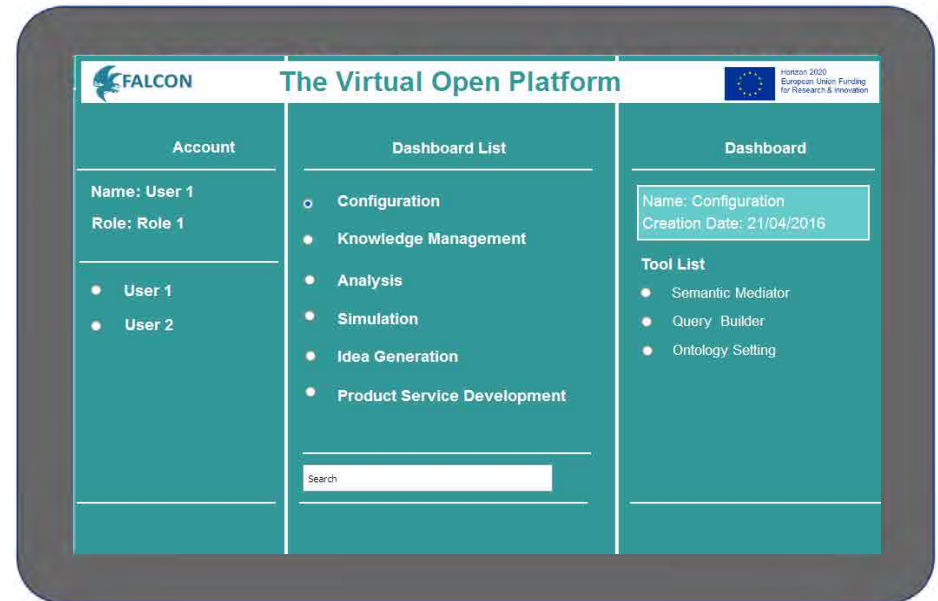 FALCON
The Virtual Open Platform
Horizon 2020
European Union Funding
for Research & Innovation
Account
Name: User 1
Role: Role 1
User 1
User 2
Dashboard List
Configuration
Knowledge Management
Analysis
Simulation
Idea Generation
Product Service Development
Search
Dashboard
Name: Configuration
Creation Date: 21/04/2016
Tool List
Semantic Mediator
Query Builder
Ontology Setting